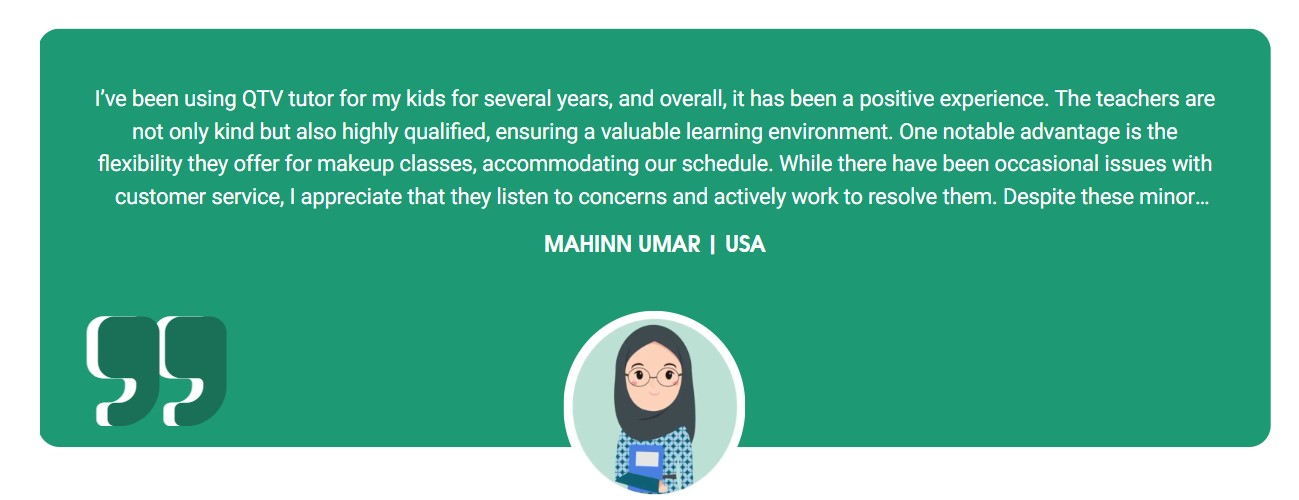 I’ve been using QTV tutor for my kids for several years, and overall, it has been a positive experience. The teachers are
not only kind but also highly qualified, ensuring a valuable learning environment. One notable advantage is the
flexibility they offer for makeup classes, accommodating our schedule. While there have been occasional issues with
customer service, I appreciate that they listen to concerns and actively work to resolve them. Despite these minor…
MAHINN UMAR | USA